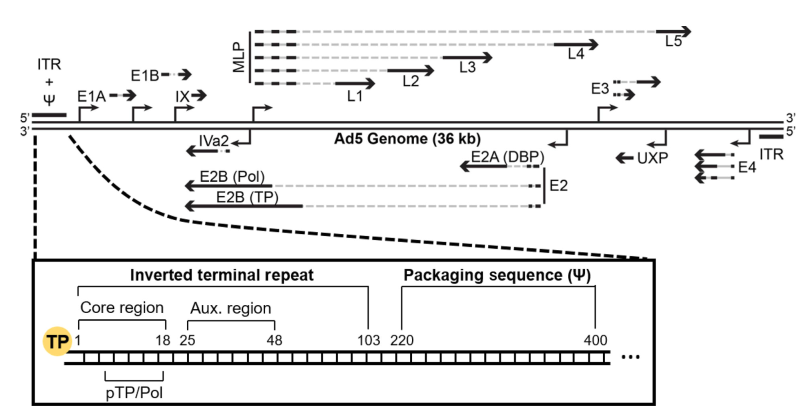 ITR
+
Ψ
E1A
E1B
IX
MLP
L1
L2
L3
L4
L5
E3
5'
3'
3'
5'
Ad5 Genome (36 kb)
IVa2
E2A (DBP)
E2B (Pol)
E2B (TP)
E2
UXP
E4
ITR
Inverted terminal repeat
Packaging sequence (Ψ)
Core region
Aux. region
TP
1 18 25 48 103 220 400
...
pTP/Pol